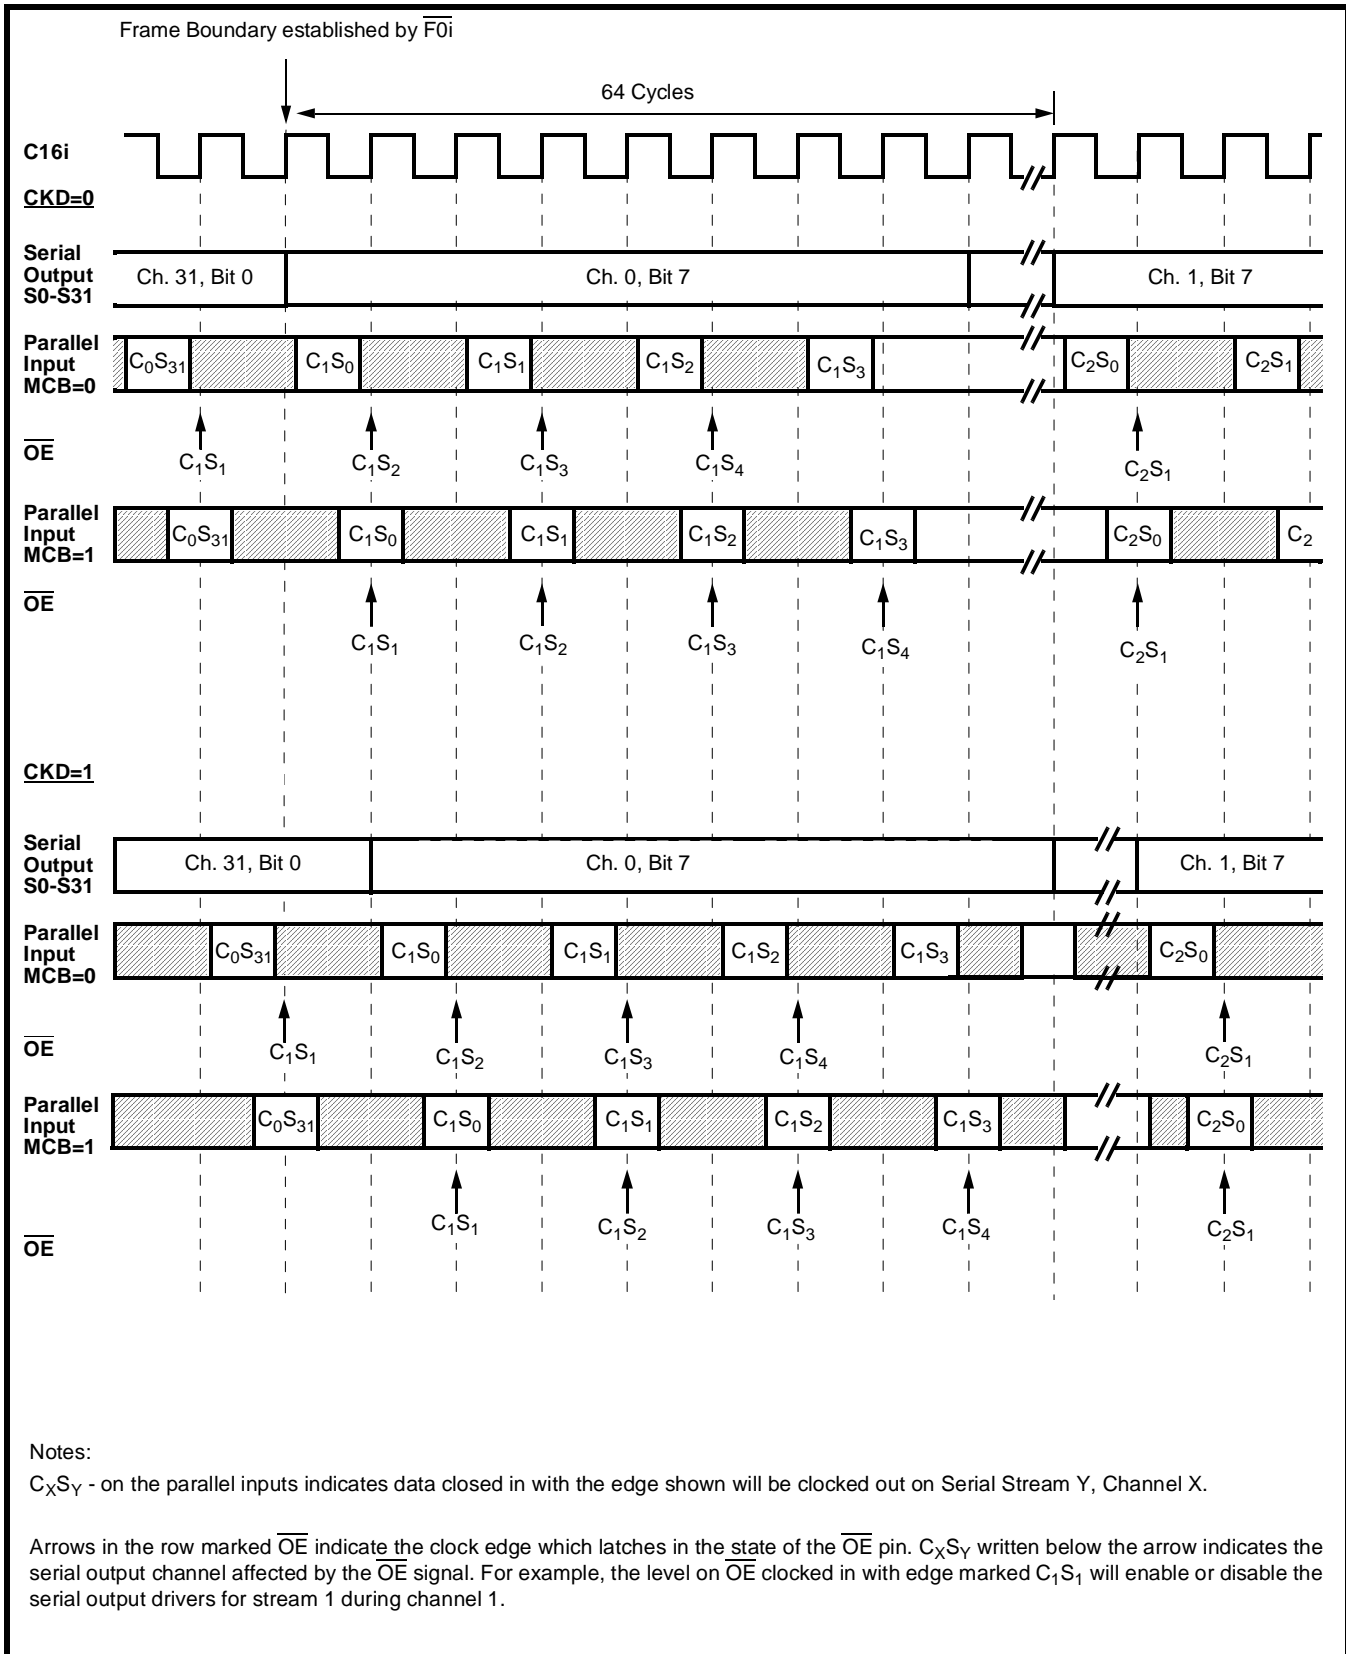 Frame Boundary established by F0i
64 Cycles
C16i
CKD=0
Serial
Output
S0-S31
Ch. 31, Bit 0 Ch. 0, Bit 7 Ch. 1, Bit 7
Parallel
Input
MCB=0
C0S31 C1S0 C1S1 C1S2 C1S3 C2S0 C2S1
OE
C1S1 C1S2 C1S3 C1S4 C2S1
Parallel
Input
MCB=1
C0S31 C1S0 C1S1 C1S2 C1S3 C2S0 C2
OE
C1S1 C1S2 C1S3 C1S4 C2S1
CKD=1
Serial
Output
S0-S31
Ch. 31, Bit 0 Ch. 0, Bit 7 Ch. 1, Bit 7
Parallel
Input
MCB=0
C0S31 C1S0 C1S1 C1S2 C1S3 C2S0
OE
C1S1 C1S2 C1S3 C1S4 C2S1
Parallel
Input
MCB=1
C0S31 C1S0 C1S1 C1S2 C1S3 C2S0
OE
C1S1 C1S2 C1S3 C1S4 C2S1
Notes:
CXSY - on the parallel inputs indicates data closed in with the edge shown will be clocked out on Serial Stream Y, Channel X.
Arrows in the row marked OE indicate the clock edge which latches in the state of the OE pin. CXSY written below the arrow indicates the
serial output channel affected by the OE signal. For example, the level on OE clocked in with edge marked C1S1 will enable or disable the
serial output drivers for stream 1 during channel 1.